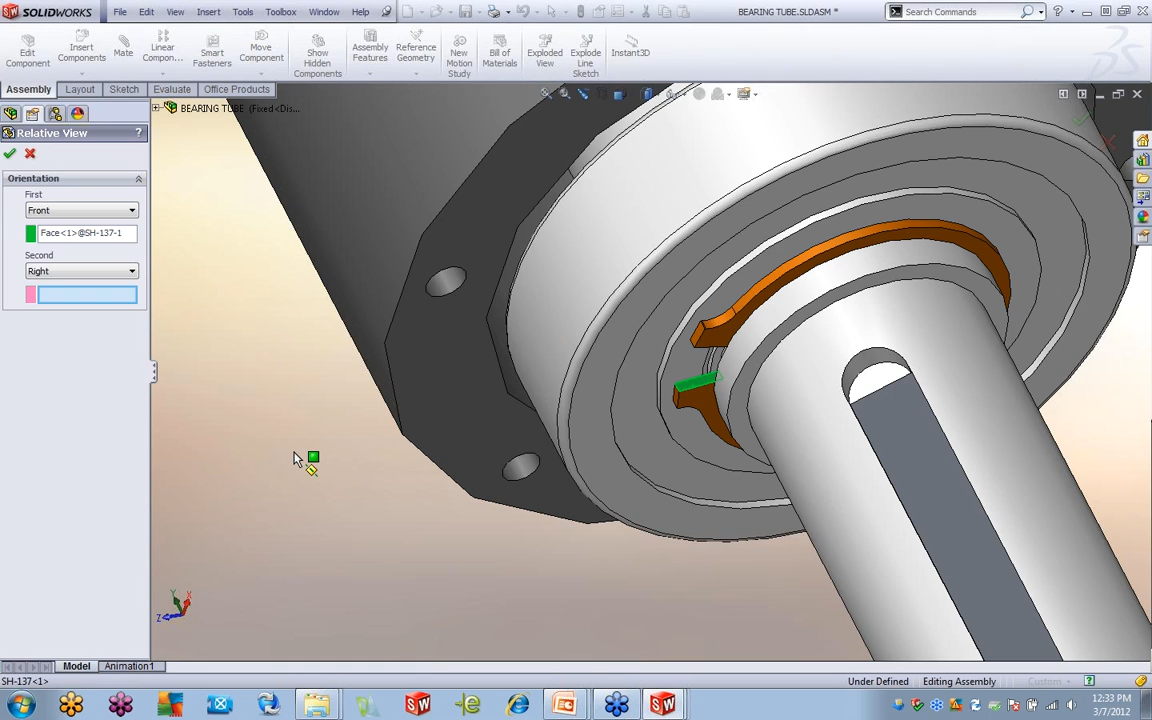 SOLIDWORKS File Edit View Insert Tools Toolbox Window Help BEARING TUBE.SLDASM * Search Commands
Edit Component
Insert Components
Mate
Linear Compon...
Smart Fasteners
Move Component
Show Hidden Components
Assembly Features
Reference Geometry
New Motion Study
Bill of Materials
Exploded View
Explode Line Sketch
Instant3D
Assembly Layout Sketch Evaluate Office Products
BEARING TUBE (Fixed<Dis...
Relative View ?
Orientation
First
Front
Face<1>@SH-137-1
Second
Right
Y X
Z
Model Animation1
SH-137<1> Under Defined Editing Assembly Custom
12:33 PM
3/7/2012